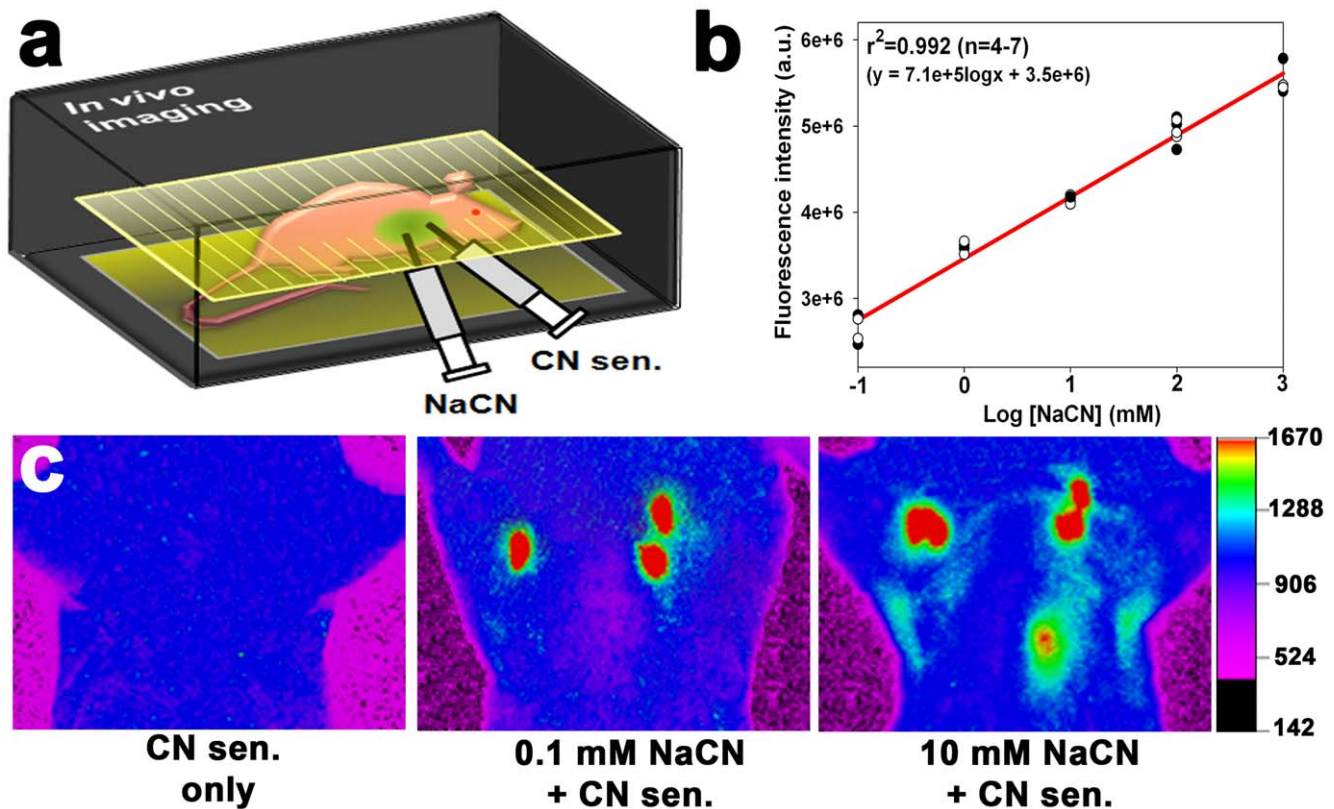 a
In vivo
imaging
CN sen.
NaCN
b
r²=0.992 (n=4-7)
(y = 7.1e+5logx + 3.5e+6)
Fluorescence intensity (a.u.)
6e+6
5e+6
4e+6
3e+6
-1 0 1 2 3
Log [NaCN] (mM)
c
1670
1288
906
524
142
CN sen.
only
0.1 mM NaCN
+ CN sen.
10 mM NaCN
+ CN sen.